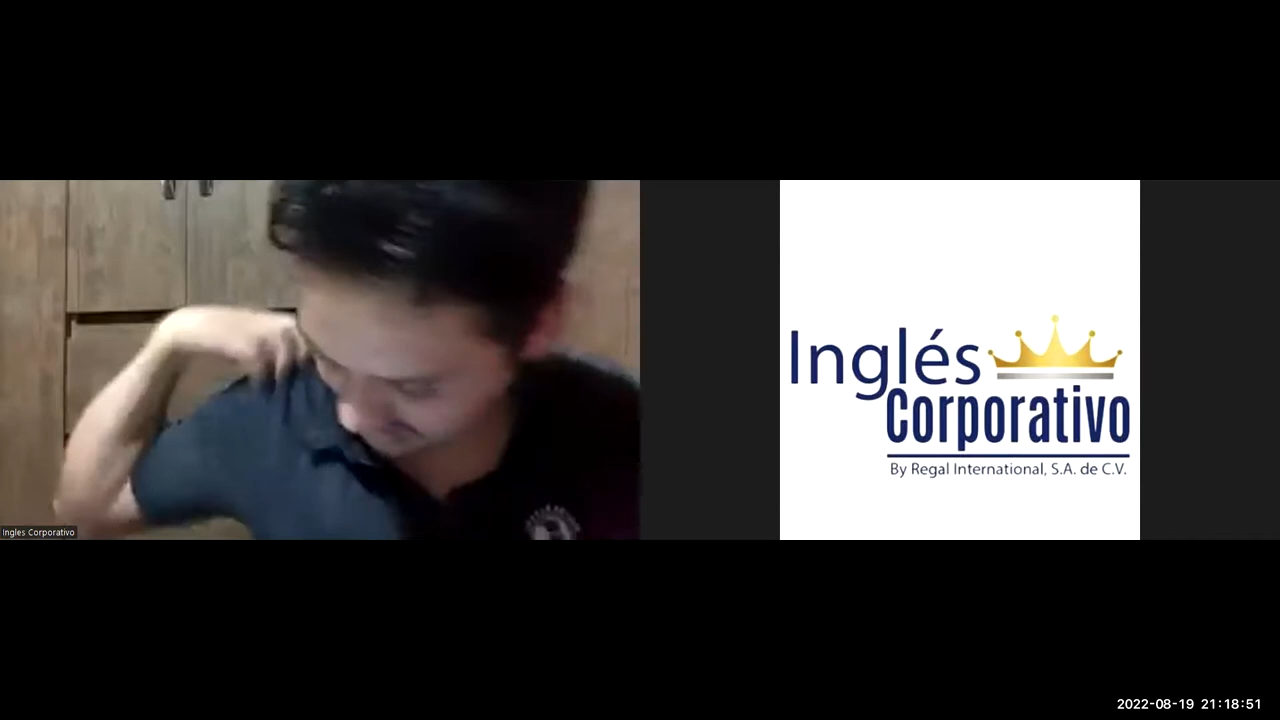 Inglés
Corporativo
By Regal International, S.A. de C.V.
Ingles Corporativo
2022-08-19 21:18:51